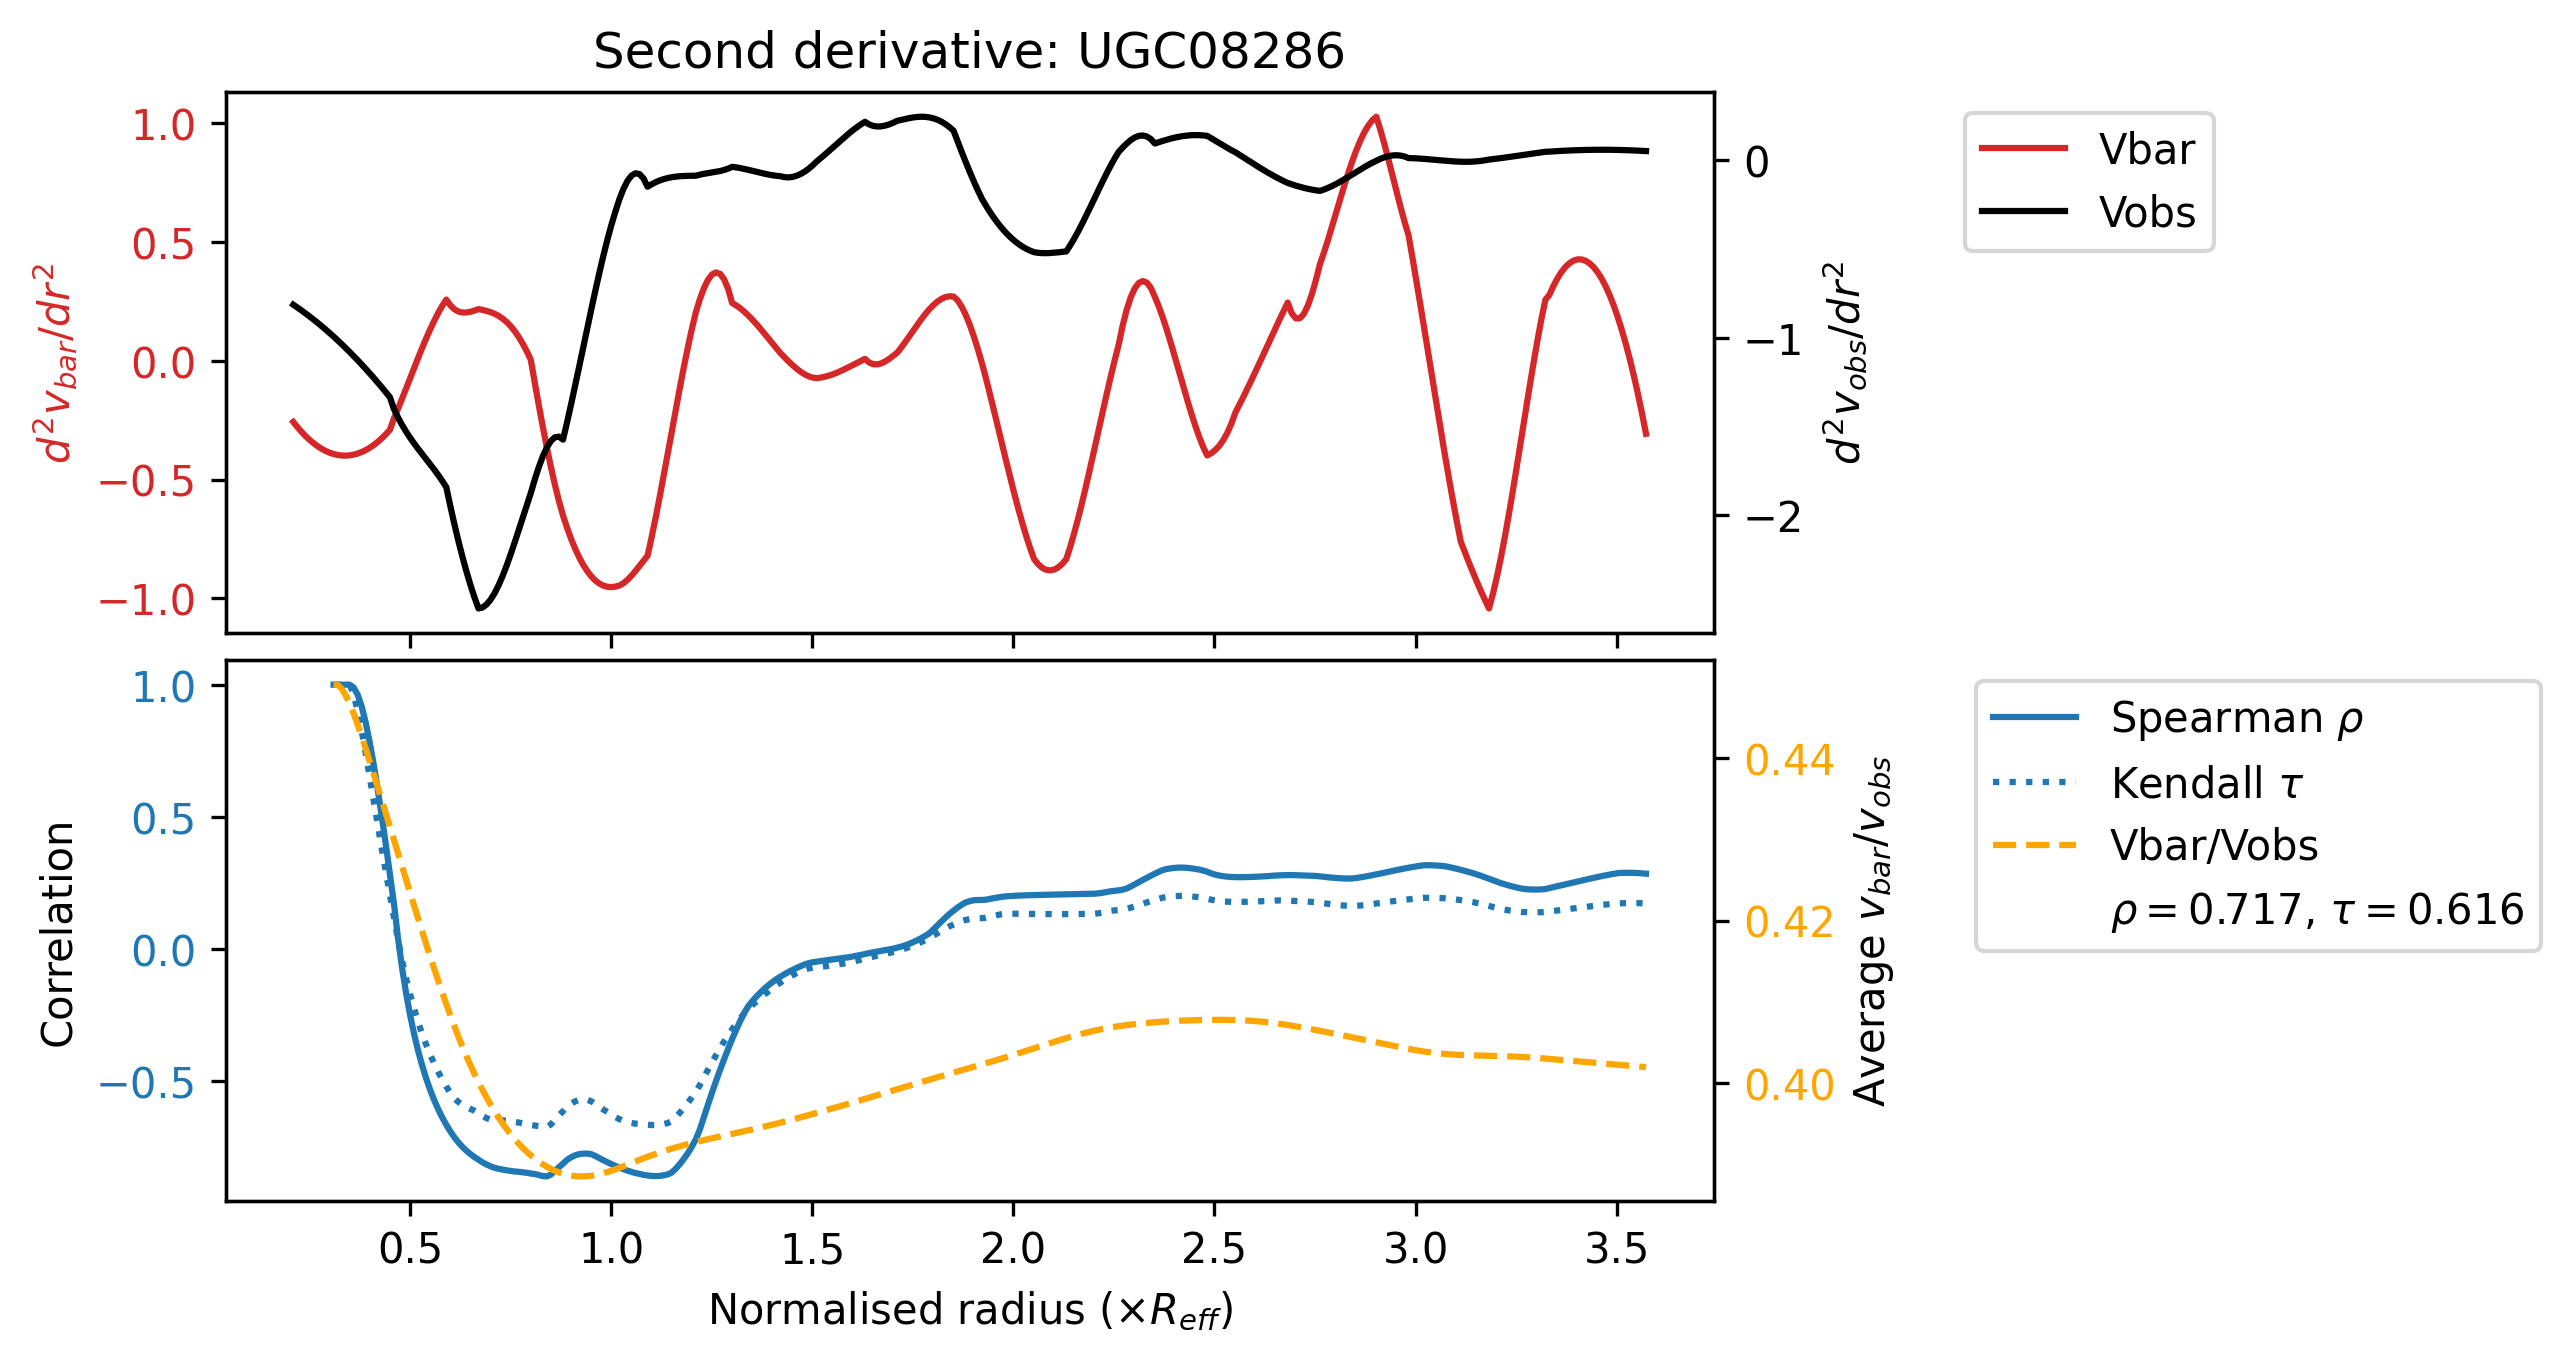 Second derivative: UGC08286
1.0
0.5
0.0
−0.5
−1.0
d²v_bar/dr²
0
−1
−2
d²v_obs/dr²
Vbar
Vobs
1.0
0.5
0.0
−0.5
Correlation
0.44
0.42
0.40
Average v_bar/v_obs
Spearman ρ
Kendall τ
Vbar/Vobs
ρ = 0.717, τ = 0.616
0.5 1.0 1.5 2.0 2.5 3.0 3.5
Normalised radius (×R_eff)